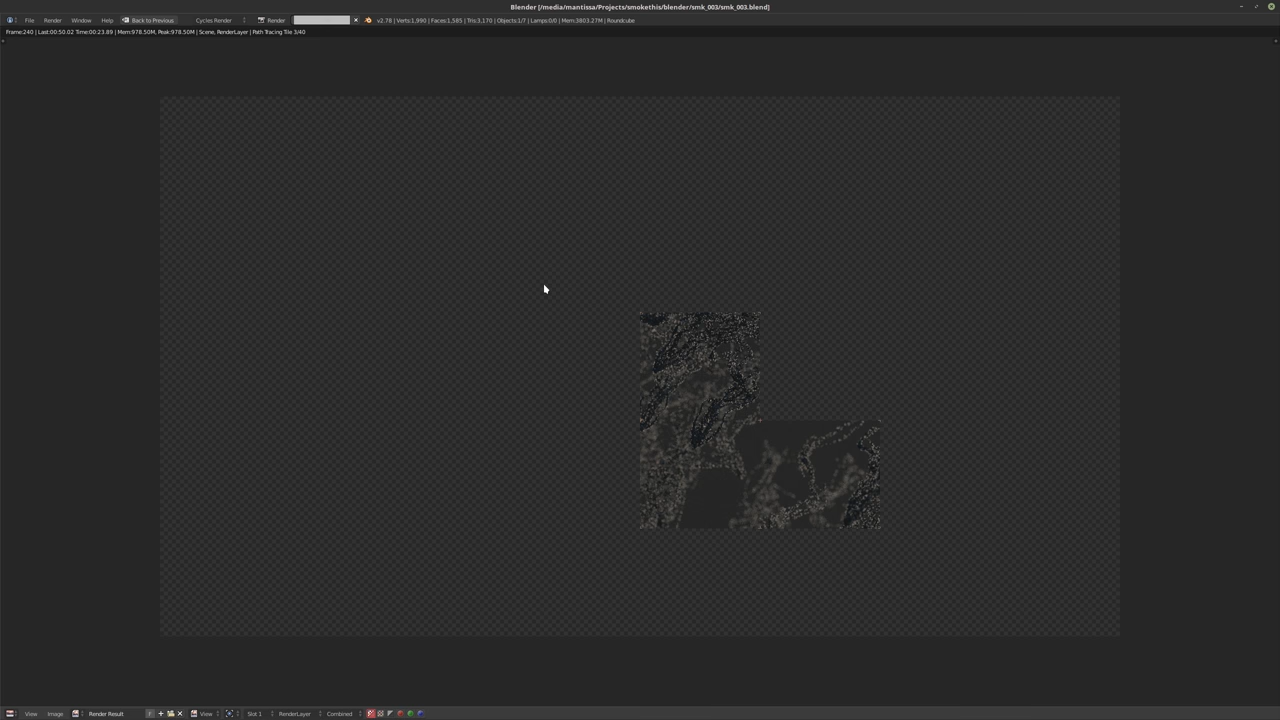 Blender [/media/mantissa/Projects/smokethis/blender/smk_003/smk_003.blend]
File Render Window Help Back to Previous Cycles Render Render v2.78 | Verts:1,990 | Faces:1,585 | Tris:3,170 | Objects:1/7 | Lamps:0/0 | Mem:3803.27M | Roundcube
Frame:240 | Last:00:50.02 Time:00:23.89 | Mem:978.50M, Peak:978.50M | Scene, RenderLayer | Path Tracing Tile 3/40
View Image Render Result F View Slot 1 RenderLayer Combined